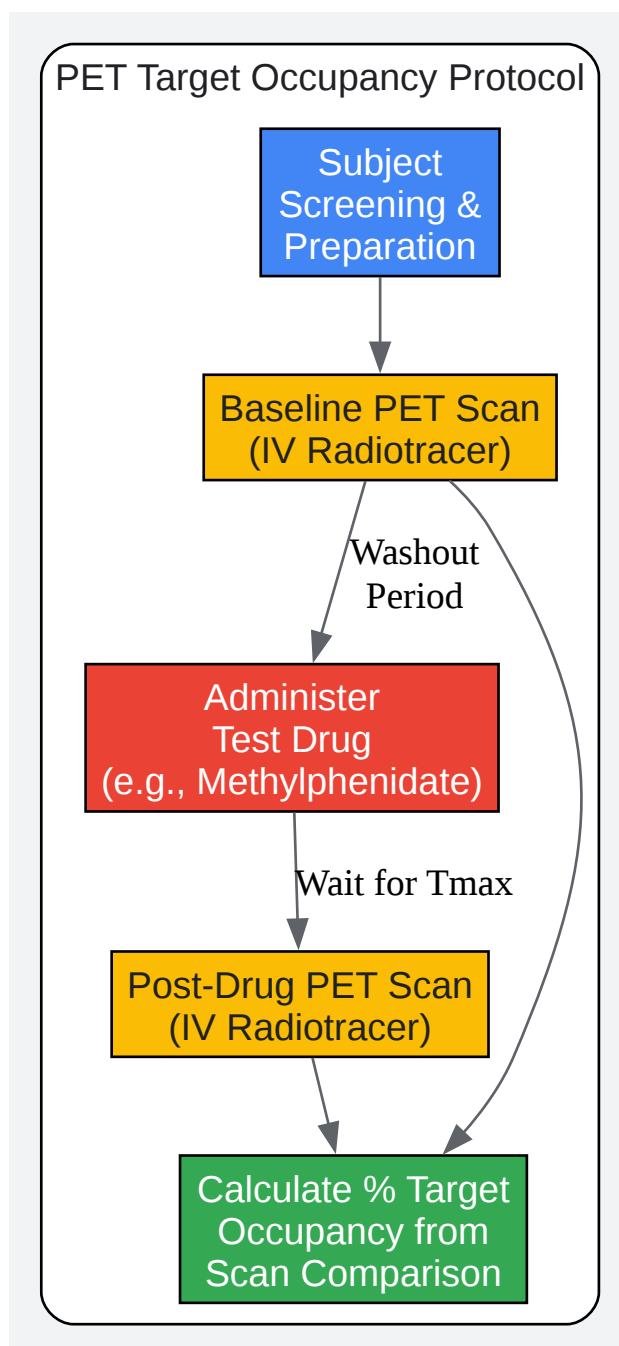 PET Target Occupancy Protocol
Subject
Screening &
Preparation
Baseline PET Scan
(IV Radiotracer)
Washout
Period
Administer
Test Drug
(e.g., Methylphenidate)
Wait for Tmax
Post-Drug PET Scan
(IV Radiotracer)
Calculate % Target
Occupancy from
Scan Comparison